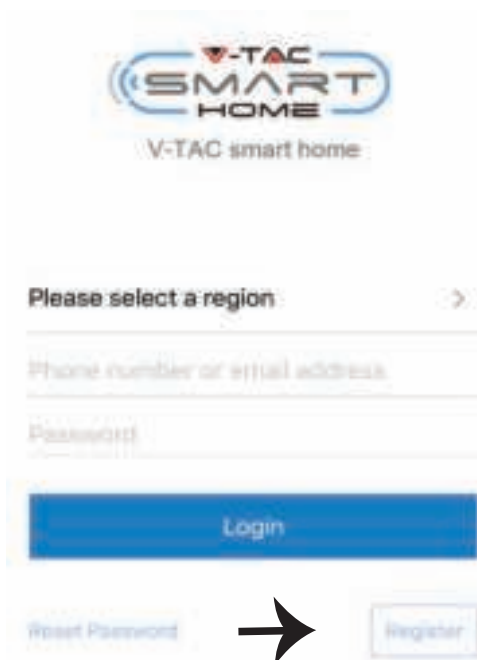 V-TAC
SMART
HOME
V-TAC smart home
Please select a region
Phone number or email address
Password
Login
Reset Password
Register